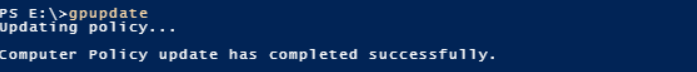 PS E:\>gpupdate
Updating policy...
Computer Policy update has completed successfully.